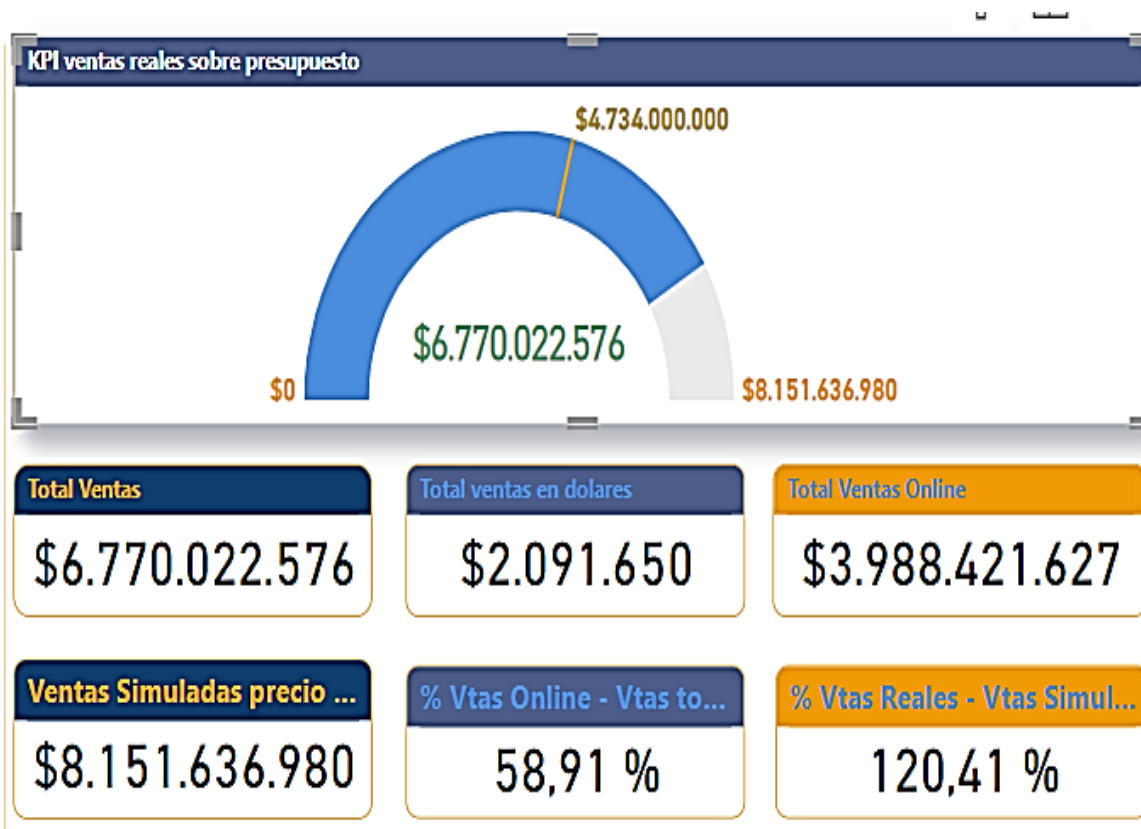 KPI ventas reales sobre presupuesto
$4.734.000.000
$6.770.022.576
$0
$8.151.636.980
Total Ventas
$6.770.022.576
Total ventas en dolares
$2.091.650
Total Ventas Online
$3.988.421.627
Ventas Simuladas precio ...
$8.151.636.980
% Vtas Online - Vtas to...
58,91 %
% Vtas Reales - Vtas Simul...
120,41 %